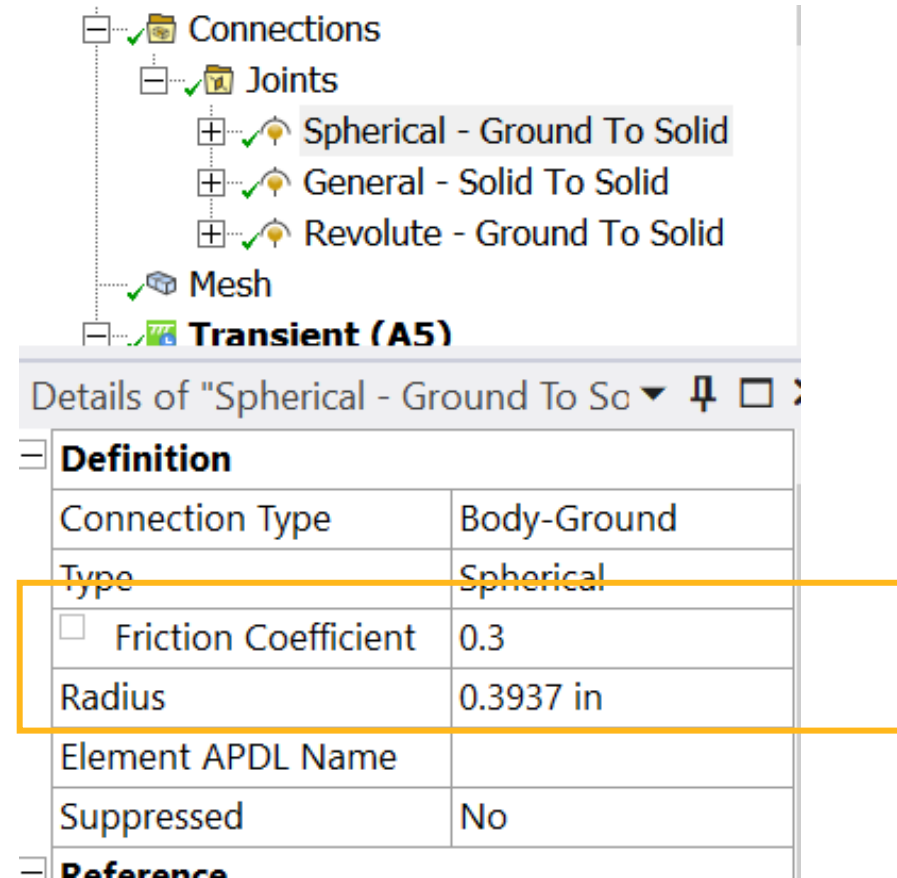 Connections
Joints
Spherical - Ground To Solid
General - Solid To Solid
Revolute - Ground To Solid
Mesh
Transient (A5)
Details of "Spherical - Ground To So
Definition
Connection Type Body-Ground
Type Spherical
Friction Coefficient 0.3
Radius 0.3937 in
Element APDL Name
Suppressed No
Reference